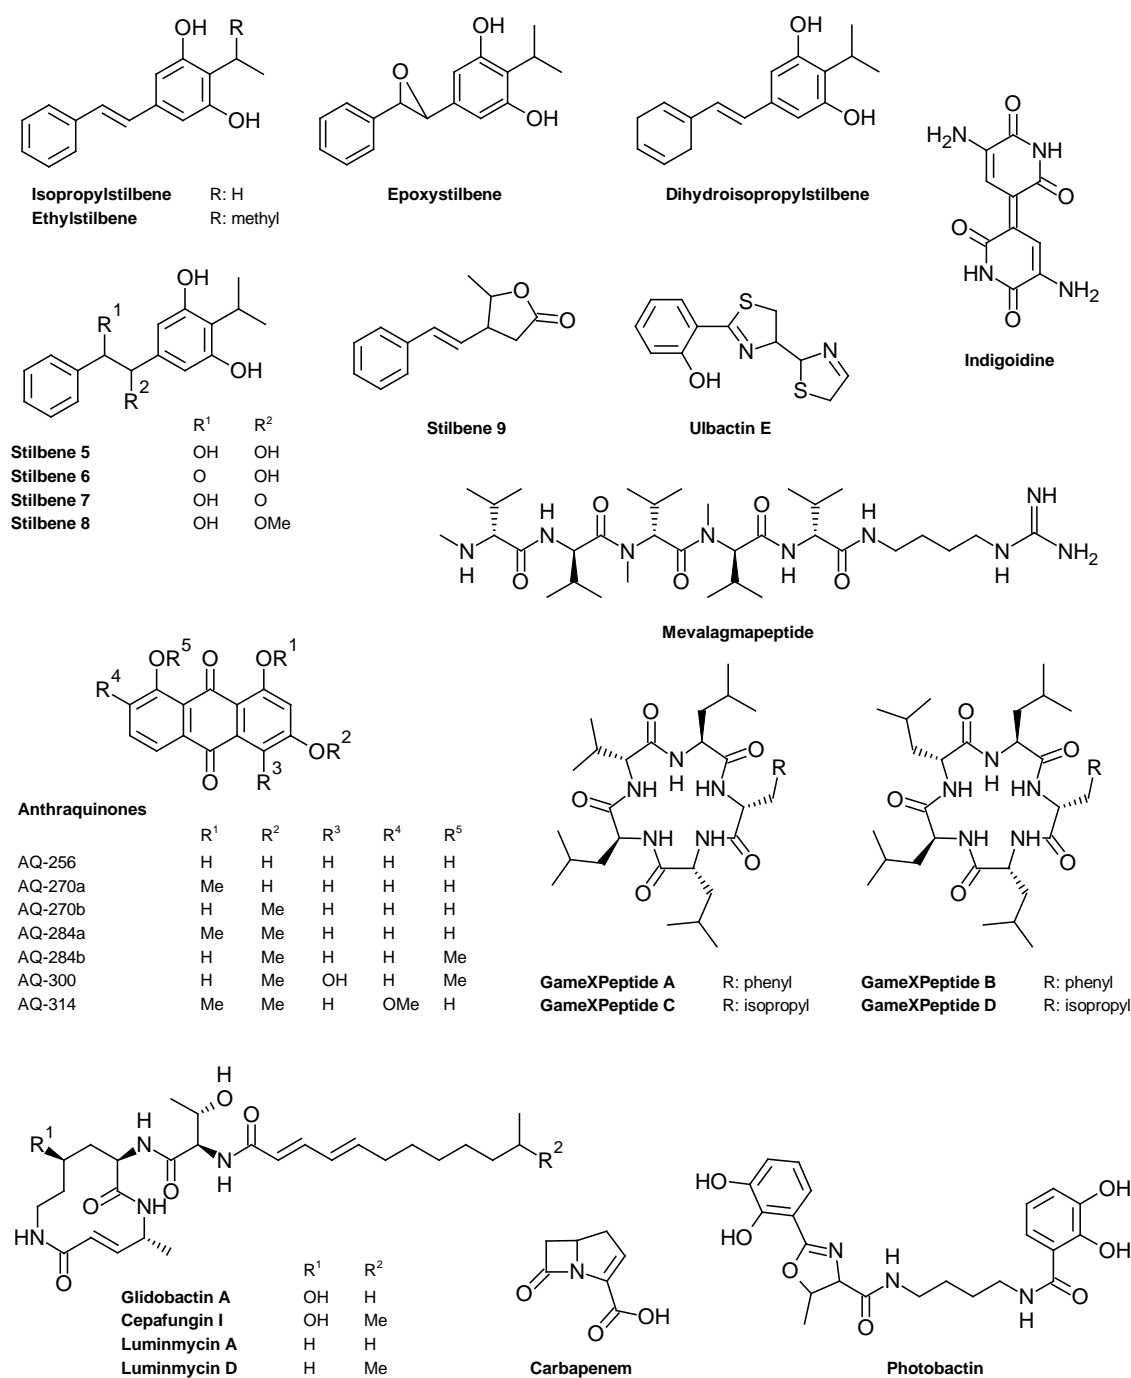 OH
R
OH
Isopropylstilbene R: H
Ethylstilbene R: methyl
OH
O
OH
Epoxystilbene
OH
OH
Dihydroisopropylstilbene
O
H2N
NH
O
O
HN
NH2
O
Indigoidine
OH
R1
OH
R2
R1 R2
Stilbene 5 OH OH
Stilbene 6 O OH
Stilbene 7 OH O
Stilbene 8 OH OMe
O
O
Stilbene 9
S
N
N
OH
S
Ulbactin E
H
N
O
H
N
O
N
O
N
O
N
H
O
H
N
N
H
NH
NH2
Mevalagmapeptide
R5
OR5
O
OR1
R4
OR2
R3
O
Anthraquinones
R1 R2 R3 R4 R5
AQ-256 H H H H H
AQ-270a Me H H H H
AQ-270b H Me H H H
AQ-284a Me Me H H H
AQ-284b H Me H H Me
AQ-300 H Me OH H Me
AQ-314 Me Me H OMe H
O
N
H
O
R
NH
HN
O
NH
NH
O
O
GameXPeptide A R: phenyl
GameXPeptide C R: isopropyl
O
N
H
O
R
NH
HN
O
NH
NH
O
O
GameXPeptide B R: phenyl
GameXPeptide D R: isopropyl
H
O
H
N
O
R1
O
N
H
R2
O
NH
HN
O
R1 R2
Glidobactin A OH H
Cepafungin I OH Me
Luminmycin A H H
Luminmycin D H Me
N
O
OH
O
Carbapenem
HO
HO
N
O
O
H
N
N
H
O
OH
OH
Photobactin